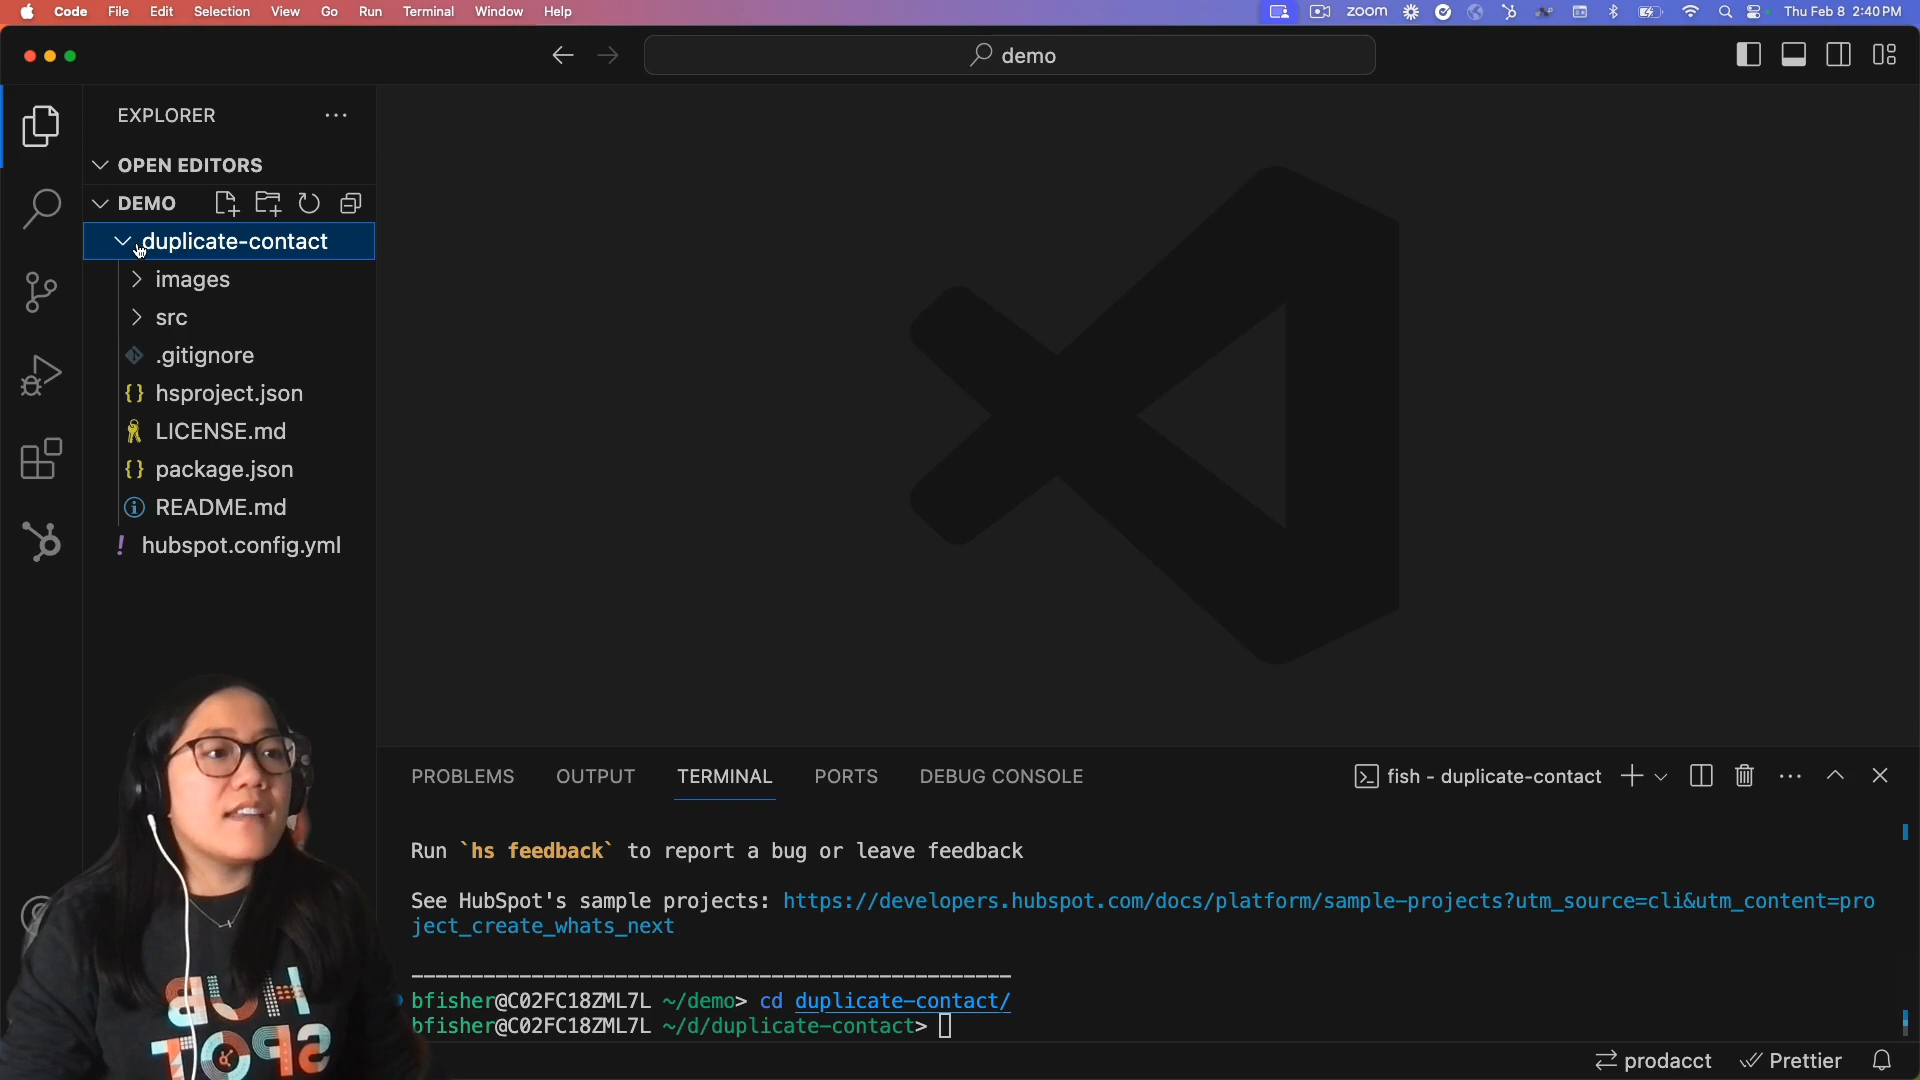 Code File Edit Selection View Go Run Terminal Window Help zoom Thu Feb 8 2:40PM
demo
EXPLORER
OPEN EDITORS
DEMO
duplicate-contact
images
src
.gitignore
{} hsproject.json
LICENSE.md
{} package.json
README.md
! hubspot.config.yml
PROBLEMS OUTPUT TERMINAL PORTS DEBUG CONSOLE fish - duplicate-contact
Run `hs feedback` to report a bug or leave feedback
See HubSpot's sample projects: https://developers.hubspot.com/docs/platform/sample-projects?utm_source=cli&utm_content=pro
ject_create_whats_next
bfisher@C02FC18ZML7L ~/demo> cd duplicate-contact/
bfisher@C02FC18ZML7L ~/d/duplicate-contact>
HUB
SPOT
prodacct Prettier